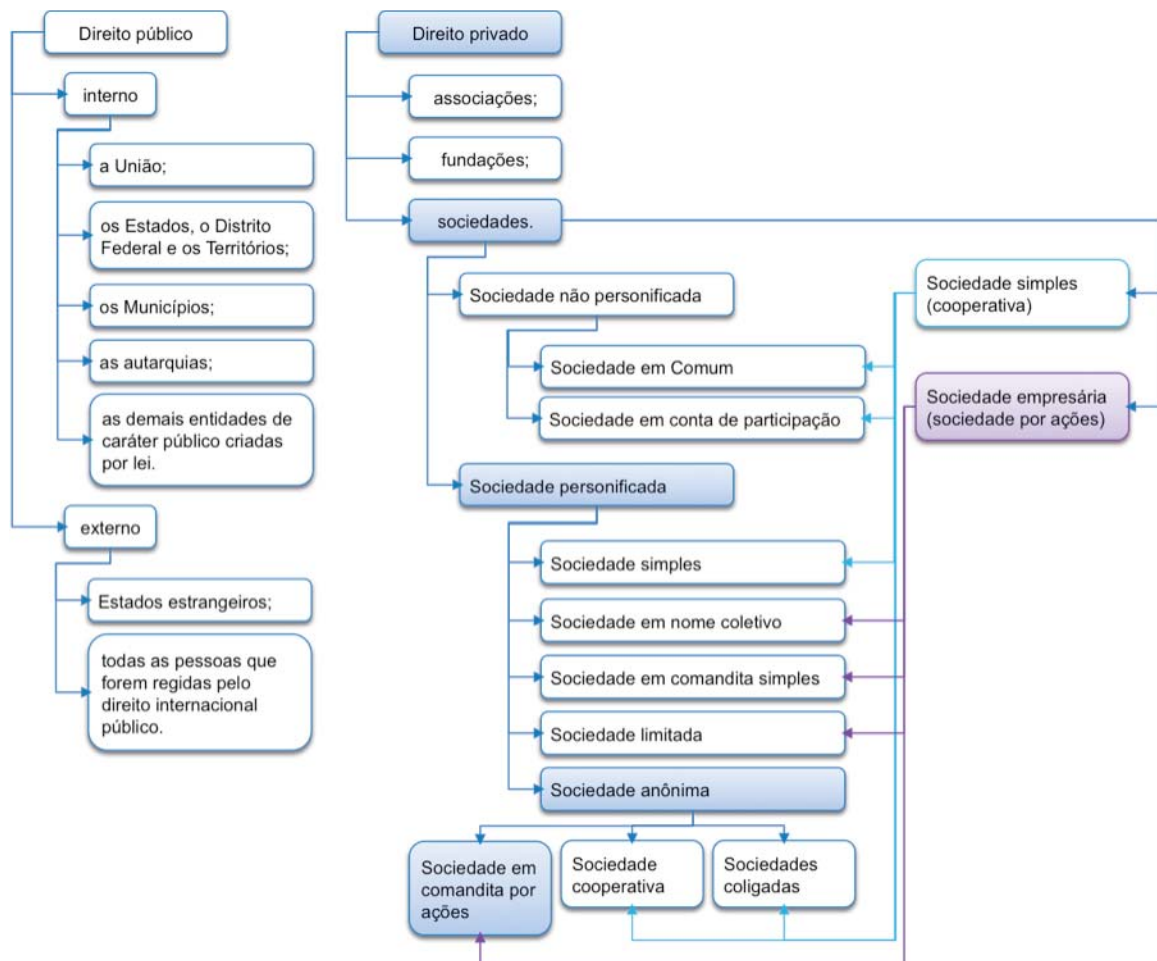 Direito público
interno
a União;
os Estados, o Distrito
Federal e os Territórios;
os Municípios;
as autarquias;
as demais entidades de
caráter público criadas
por lei.
externo
Estados estrangeiros;
todas as pessoas que
forem regidas pelo
direito internacional
público.
Direito privado
associações;
fundações;
sociedades.
Sociedade não personificada
Sociedade em Comum
Sociedade em conta de participação
Sociedade personificada
Sociedade simples
Sociedade em nome coletivo
Sociedade em comandita simples
Sociedade limitada
Sociedade anônima
Sociedade em
comandita por
ações
Sociedade
cooperativa
Sociedades
coligadas
Sociedade simples
(cooperativa)
Sociedade empresária
(sociedade por ações)